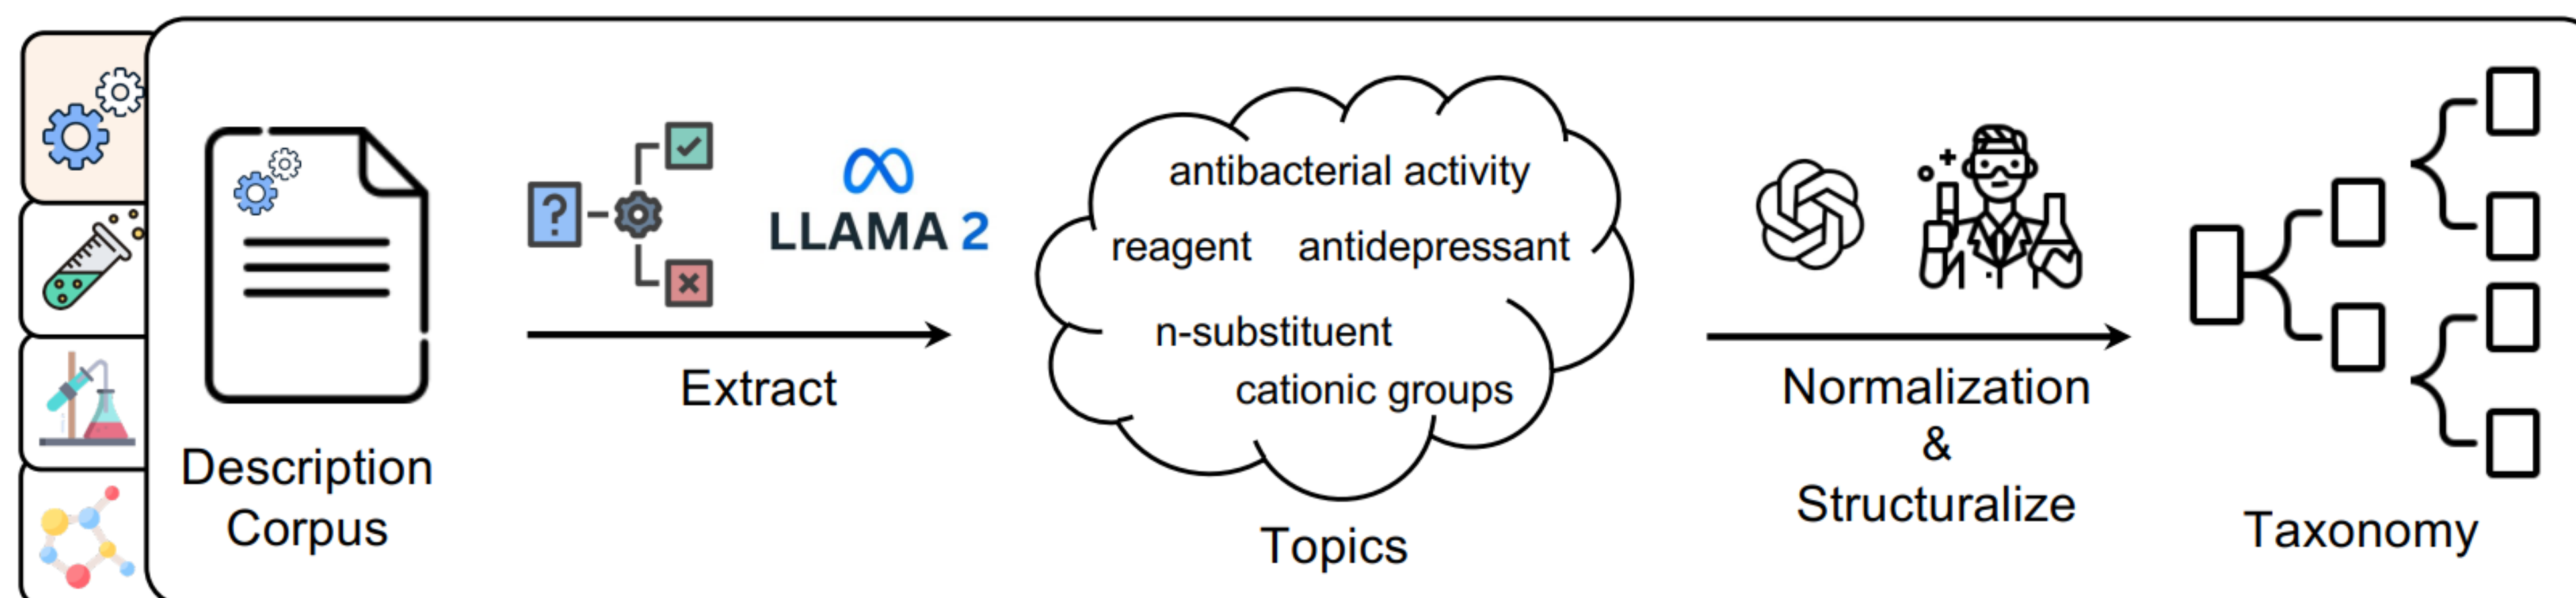 Description
Corpus
?
LLAMA 2
Extract
antibacterial activity
reagent antidepressant
n-substituent
cationic groups
Topics
Normalization
&
Structuralize
Taxonomy